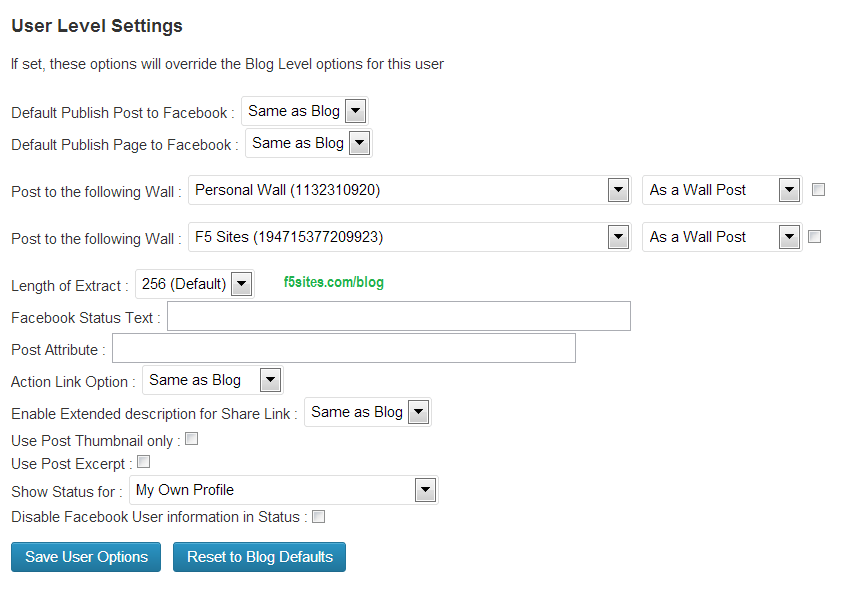 User Level Settings
If set, these options will override the Blog Level options for this user
Default Publish Post to Facebook : Same as Blog
Default Publish Page to Facebook : Same as Blog
Post to the following Wall : Personal Wall (1132310920) As a Wall Post
Post to the following Wall : F5 Sites (194715377209923) As a Wall Post
Length of Extract : 256 (Default) f5sites.com/blog
Facebook Status Text :
Post Attribute :
Action Link Option : Same as Blog
Enable Extended description for Share Link : Same as Blog
Use Post Thumbnail only :
Use Post Excerpt :
Show Status for : My Own Profile
Disable Facebook User information in Status :
Save User Options Reset to Blog Defaults